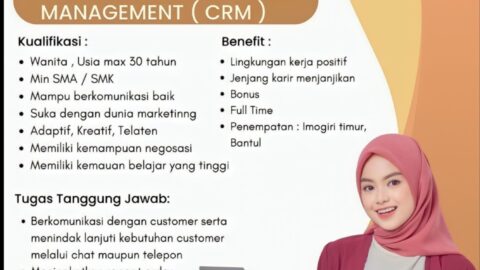 MANAGEMENT ( CRM )
Kualifikasi :
• Wanita , Usia max 30 tahun
• Min SMA / SMK
• Mampu berkomunikasi baik
• Suka dengan dunia marketinng
• Adaptif, Kreatif, Telaten
• Memiliki kemampuan negosasi
• Memiliki kemauan belajar yang tinggi
Benefit :
• Lingkungan kerja positif
• Jenjang karir menjanjikan
• Bonus
• Full Time
• Penempatan : Imogiri timur,
Bantul
Tugas Tanggung Jawab:
• Berkomunikasi dengan customer serta
menindak lanjuti kebutuhan customer
melalui chat maupun telepon